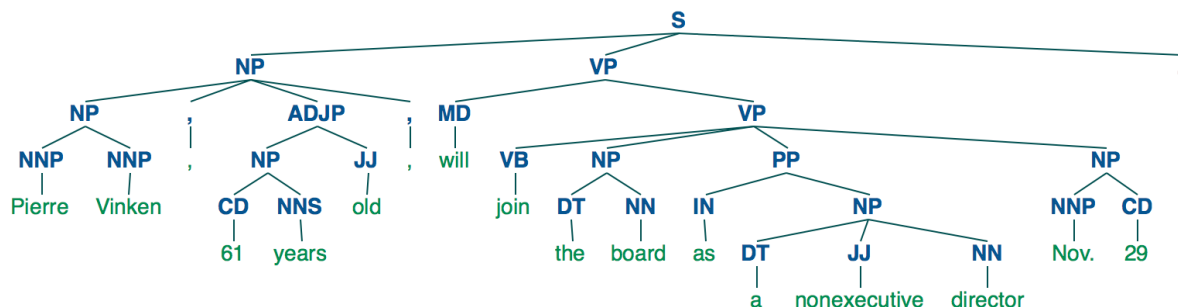 S
NP VP
NP , ADJP , MD VP
NNP NNP , NP JJ , will VB NP PP NP
Pierre Vinken CD NNS old join DT NN IN NP NNP CD
61 years the board as DT JJ NN Nov. 29
a nonexecutive director